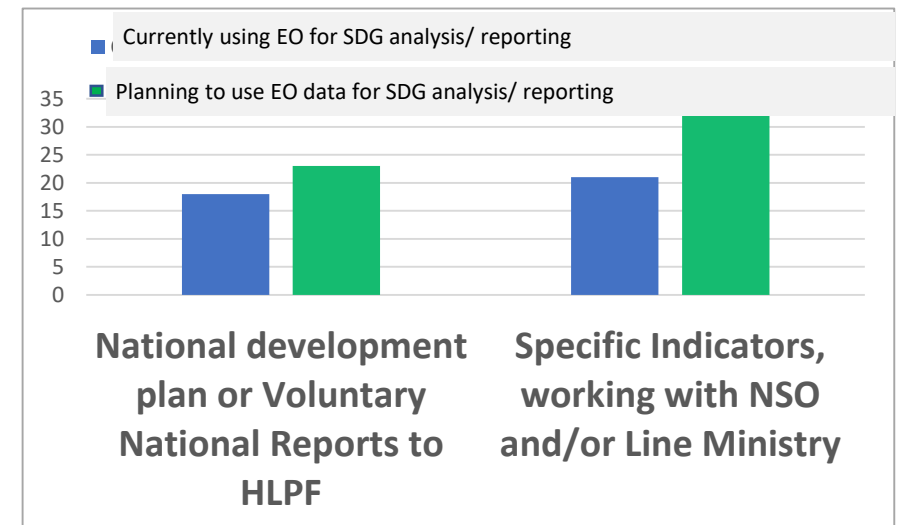 Currently using EO for SDG analysis/ reporting
Planning to use EO data for SDG analysis/ reporting
35
30
25
20
15
10
5
0
National development
plan or Voluntary
National Reports to
HLPF
Specific Indicators,
working with NSO
and/or Line Ministry